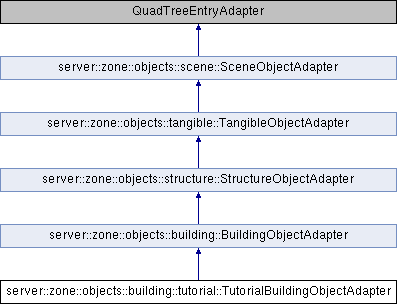 QuadTreeEntryAdapter
server::zone::objects::scene::SceneObjectAdapter
server::zone::objects::tangible::TangibleObjectAdapter
server::zone::objects::structure::StructureObjectAdapter
server::zone::objects::building::BuildingObjectAdapter
server::zone::objects::building::tutorial::TutorialBuildingObjectAdapter